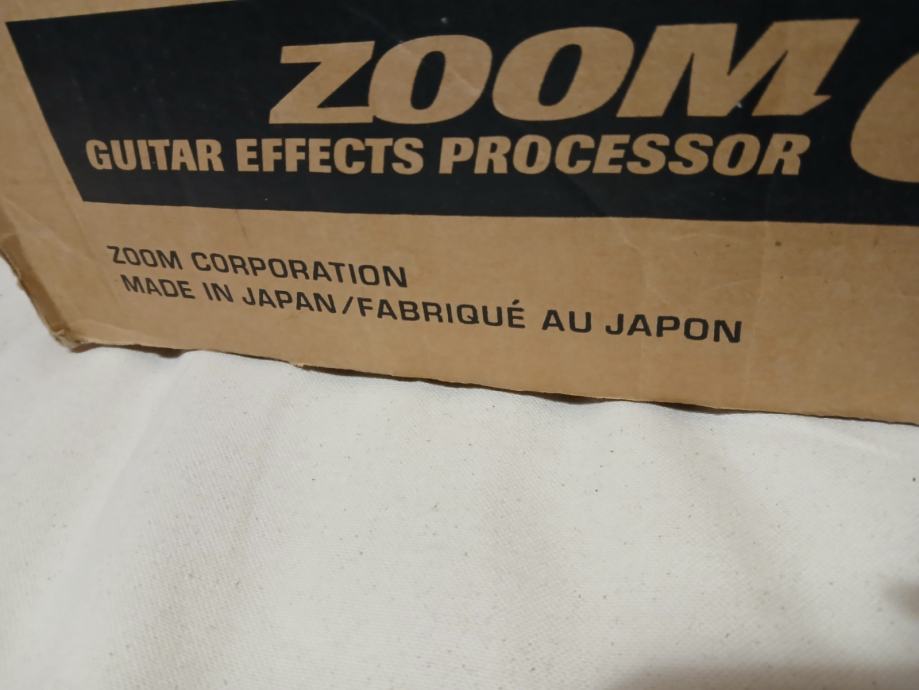 ZOOM
GUITAR EFFECTS PROCESSOR
ZOOM CORPORATION
MADE IN JAPAN/FABRIQUÉ AU JAPON